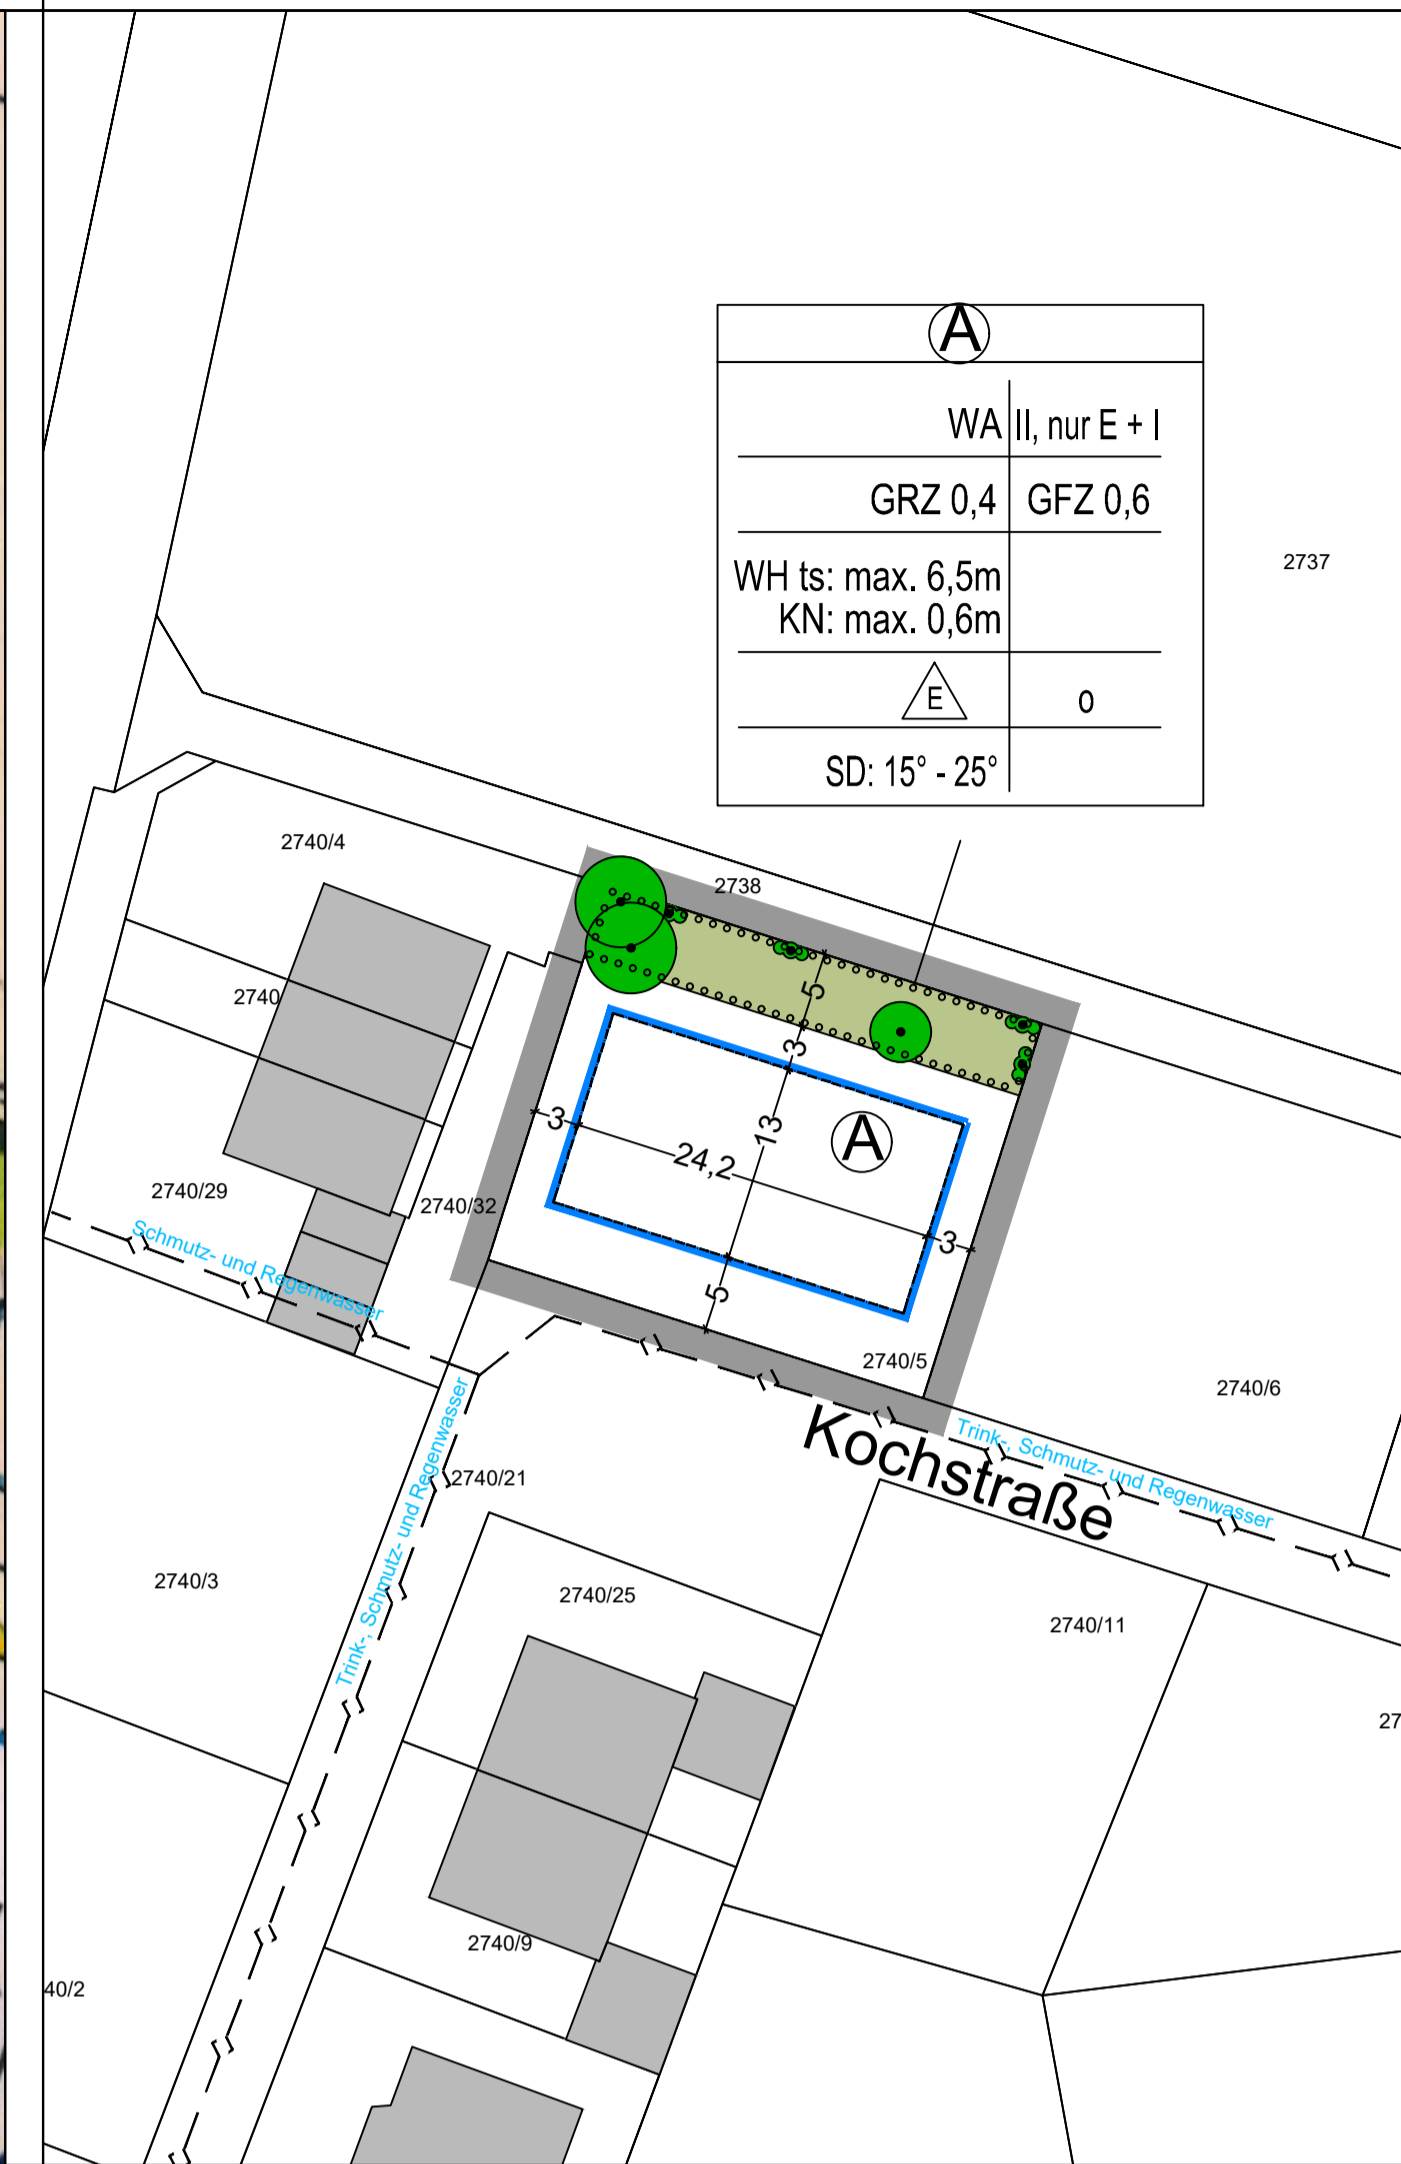 A
WA II, nur E + I
GRZ 0,4 GFZ 0,6
WH ts: max. 6,5m
KN: max. 0,6m
E o
SD: 15° - 25°
2737
2740/4
2738
2740
5
3
3
13
A
24,2
3
5
2740/29
2740/32
Schmutz- und Regenwasser
2740/5
2740/6
Trink-, Schmutz- und Regenwasser
Kochstraße
Trink-, Schmutz- und Regenwasser
2740/21
2740/3
2740/25
2740/11
27
2740/9
40/2